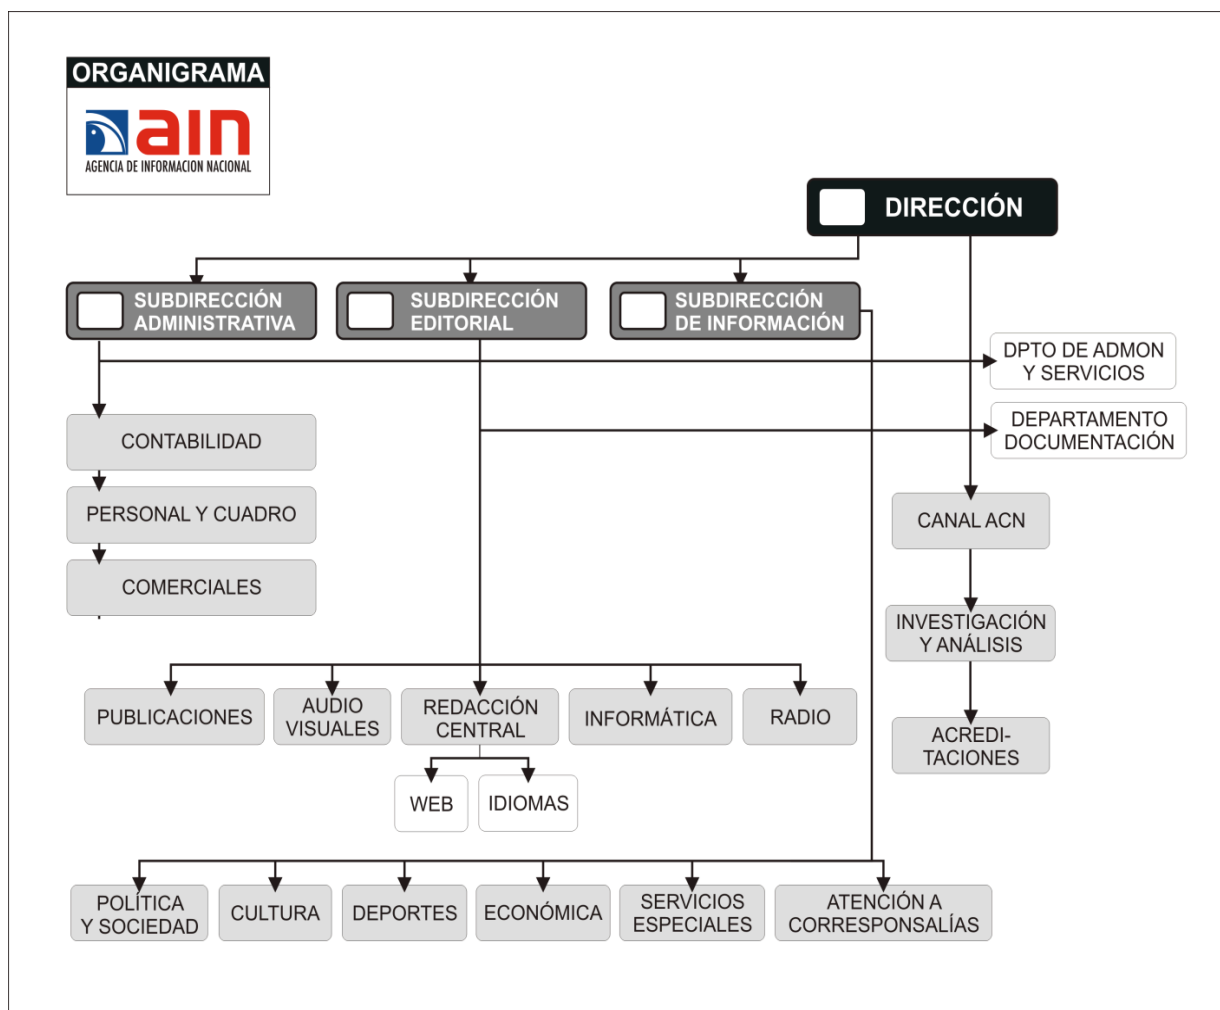 ORGANIGRAMA
ain
AGENCIA DE INFORMACION NACIONAL
DIRECCIÓN
SUBDIRECCIÓN
ADMINISTRATIVA
SUBDIRECCIÓN
EDITORIAL
SUBDIRECCIÓN
DE INFORMACIÓN
DPTO DE ADMON
Y SERVICIOS
DEPARTAMENTO
DOCUMENTACIÓN
CONTABILIDAD
PERSONAL Y CUADRO
COMERCIALES
CANAL ACN
INVESTIGACIÓN
Y ANÁLISIS
ACREDI-
TACIONES
PUBLICACIONES
AUDIO
VISUALES
REDACCIÓN
CENTRAL
INFORMÁTICA
RADIO
WEB
IDIOMAS
POLÍTICA
Y SOCIEDAD
CULTURA
DEPORTES
ECONÓMICA
SERVICIOS
ESPECIALES
ATENCIÓN A
CORRESPONSALÍAS